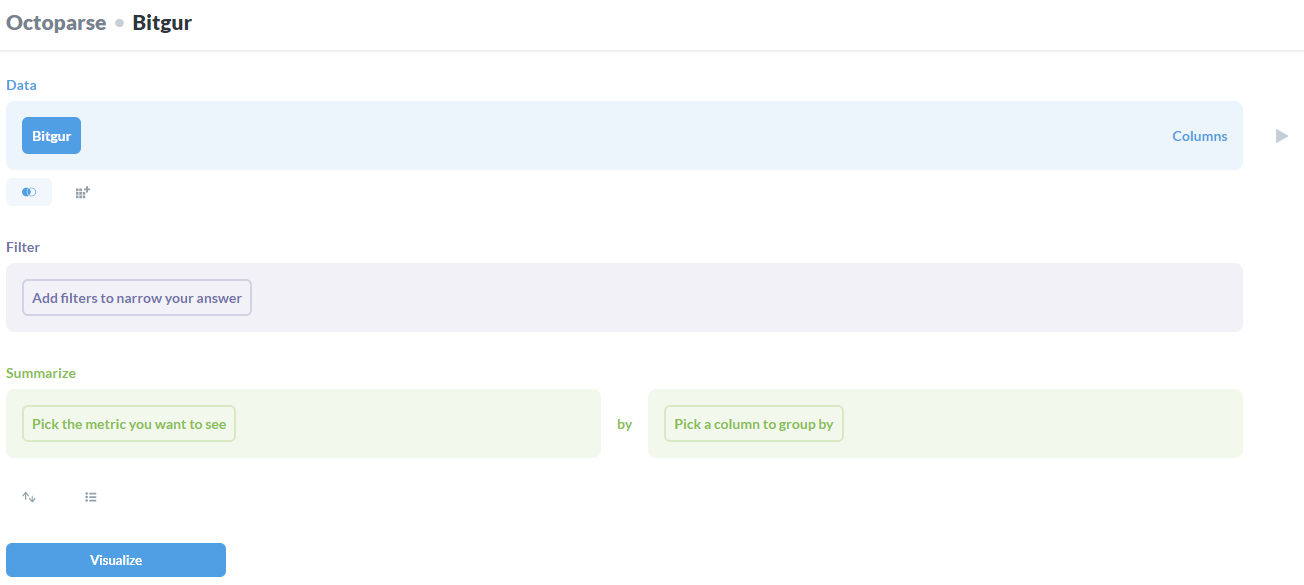 Octoparse • Bitgur
Data
Bitgur
Columns
Filter
Add filters to narrow your answer
Summarize
Pick the metric you want to see
by
Pick a column to group by
Visualize